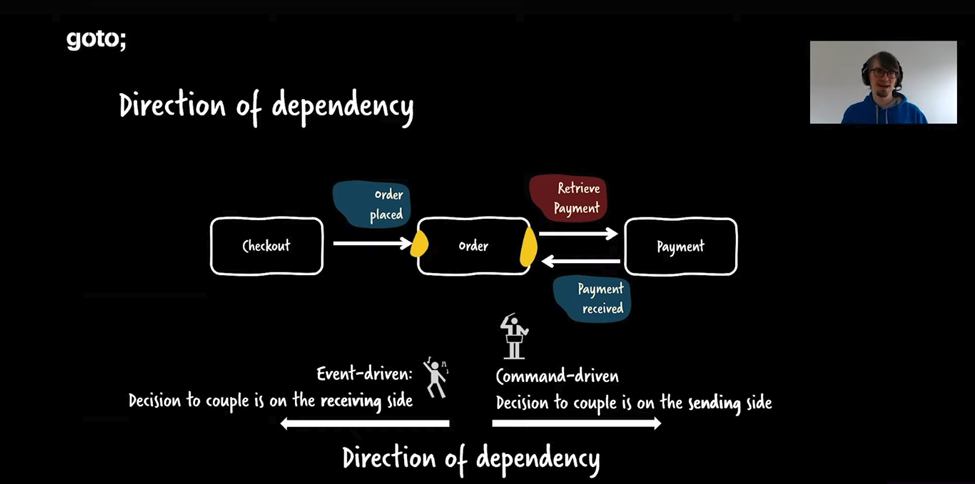 goto;
Direction of dependency
Order
placed
Retrieve
Payment
Checkout
Order
Payment
Payment
received
Event-driven:
Decision to couple is on the receiving side
Command-driven
Decision to couple is on the sending side
Direction of dependency